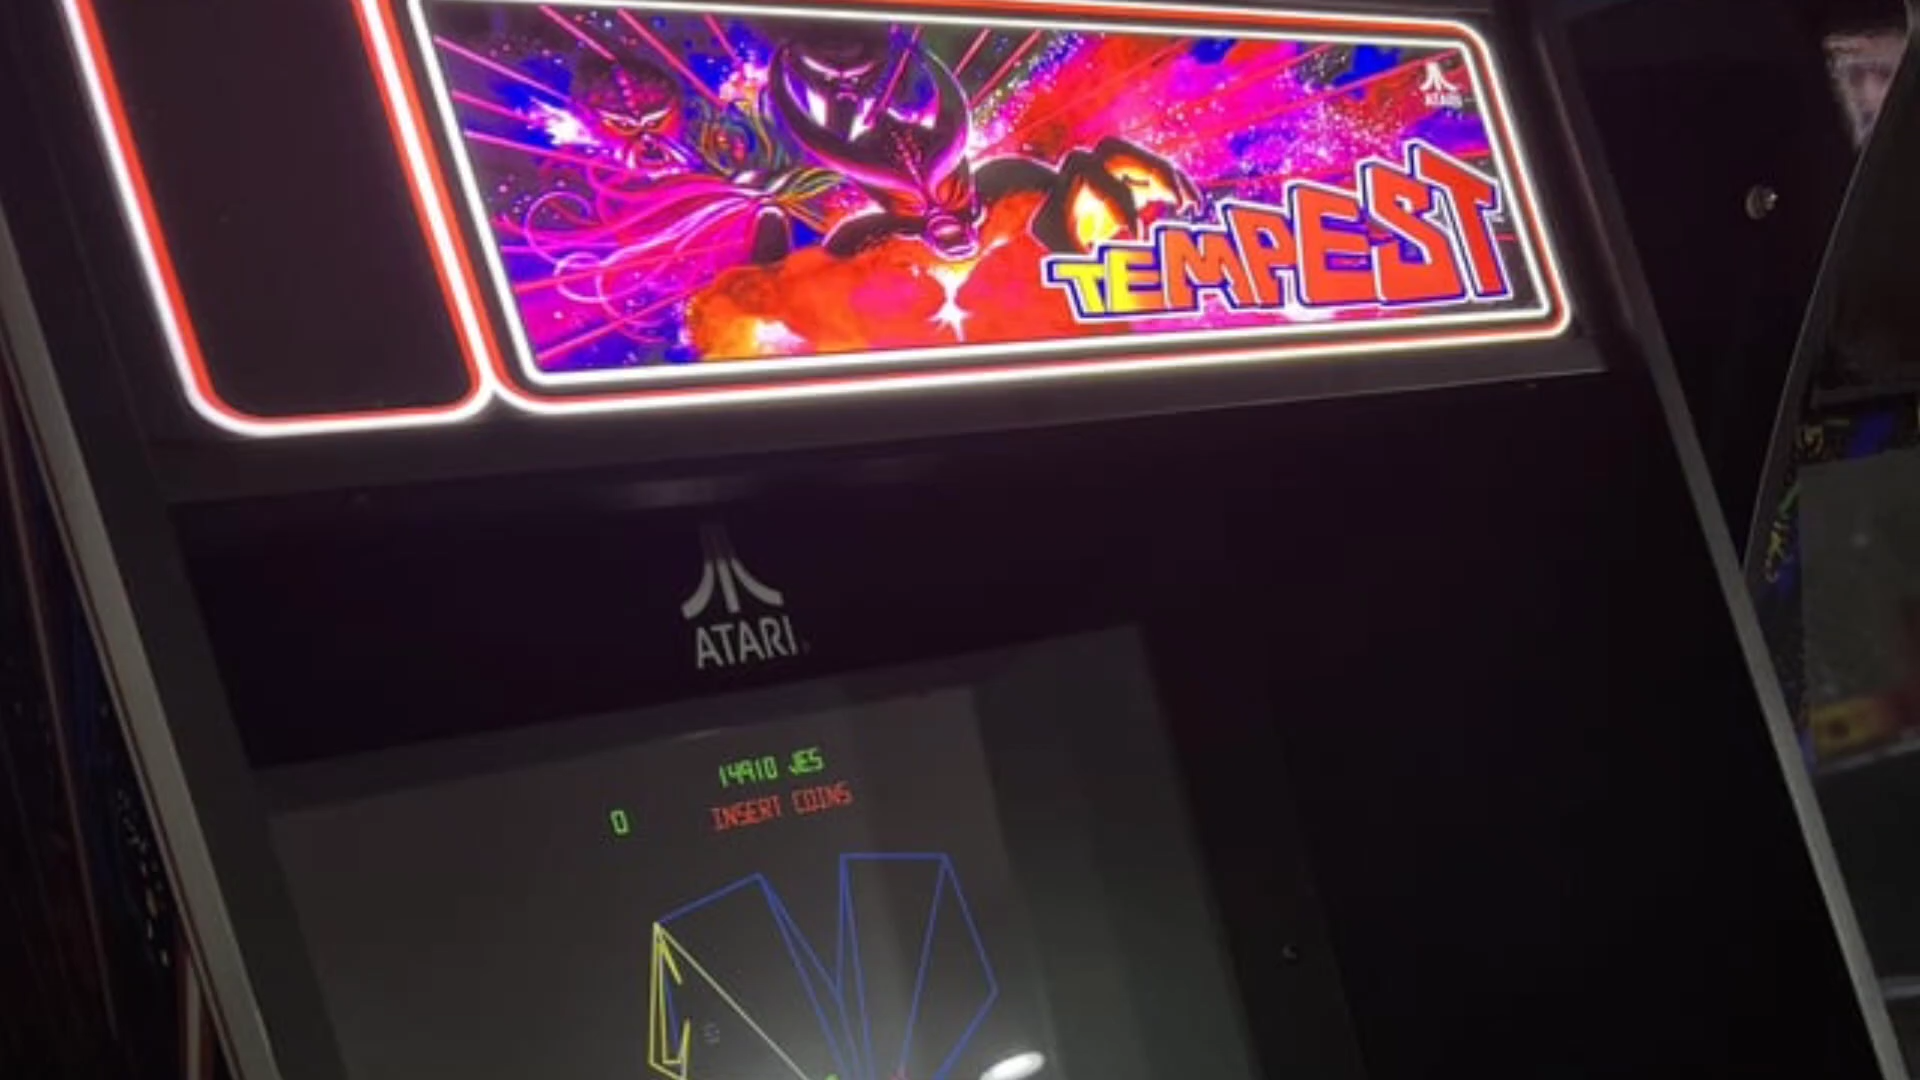 ATARI
TEMPEST
ATARI
14910 JES
0 INSERT COINS